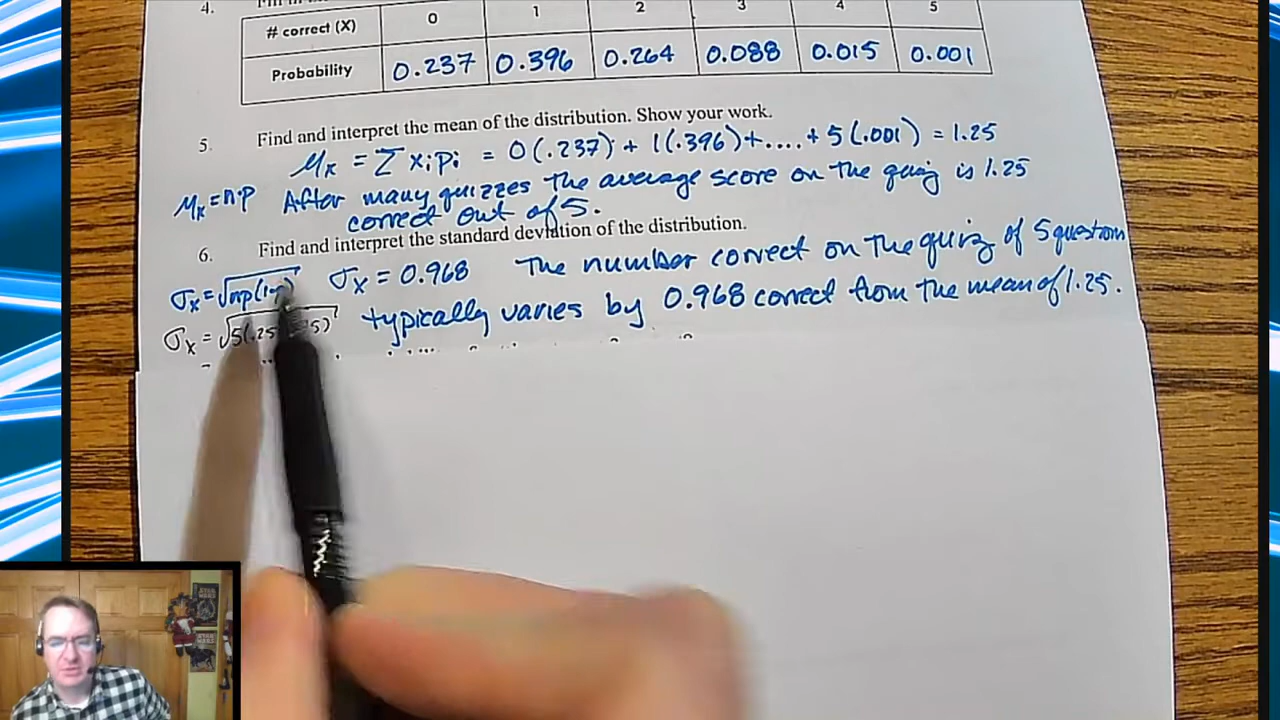 4.
# correct (X) 0 1 2 3 4 5
Probability 0.237 0.396 0.264 0.088 0.015 0.001
5. Find and interpret the mean of the distribution. Show your work.
μx = Σ xipi = 0(.237) + 1(.396)+....+ 5(.001) = 1.25
μx=n·p After many quizzes the average score on the quiz is 1.25
correct out of 5.
6. Find and interpret the standard deviation of the distribution.
σx=√np(1-p) σx = 0.968 The number correct on the quiz of 5 questions
σx = √5(.25 typically varies by 0.968 correct from the mean of 1.25.
STAR WARS
STAR WARS